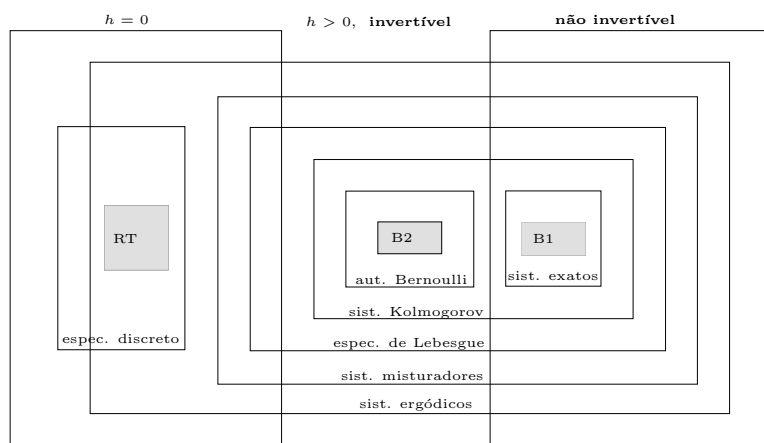 h = 0
h > 0, invertível
não invertível
RT
B2
B1
aut. Bernoulli
sist. exatos
sist. Kolmogorov
espec. discreto
espec. de Lebesgue
sist. misturadores
sist. ergódicos